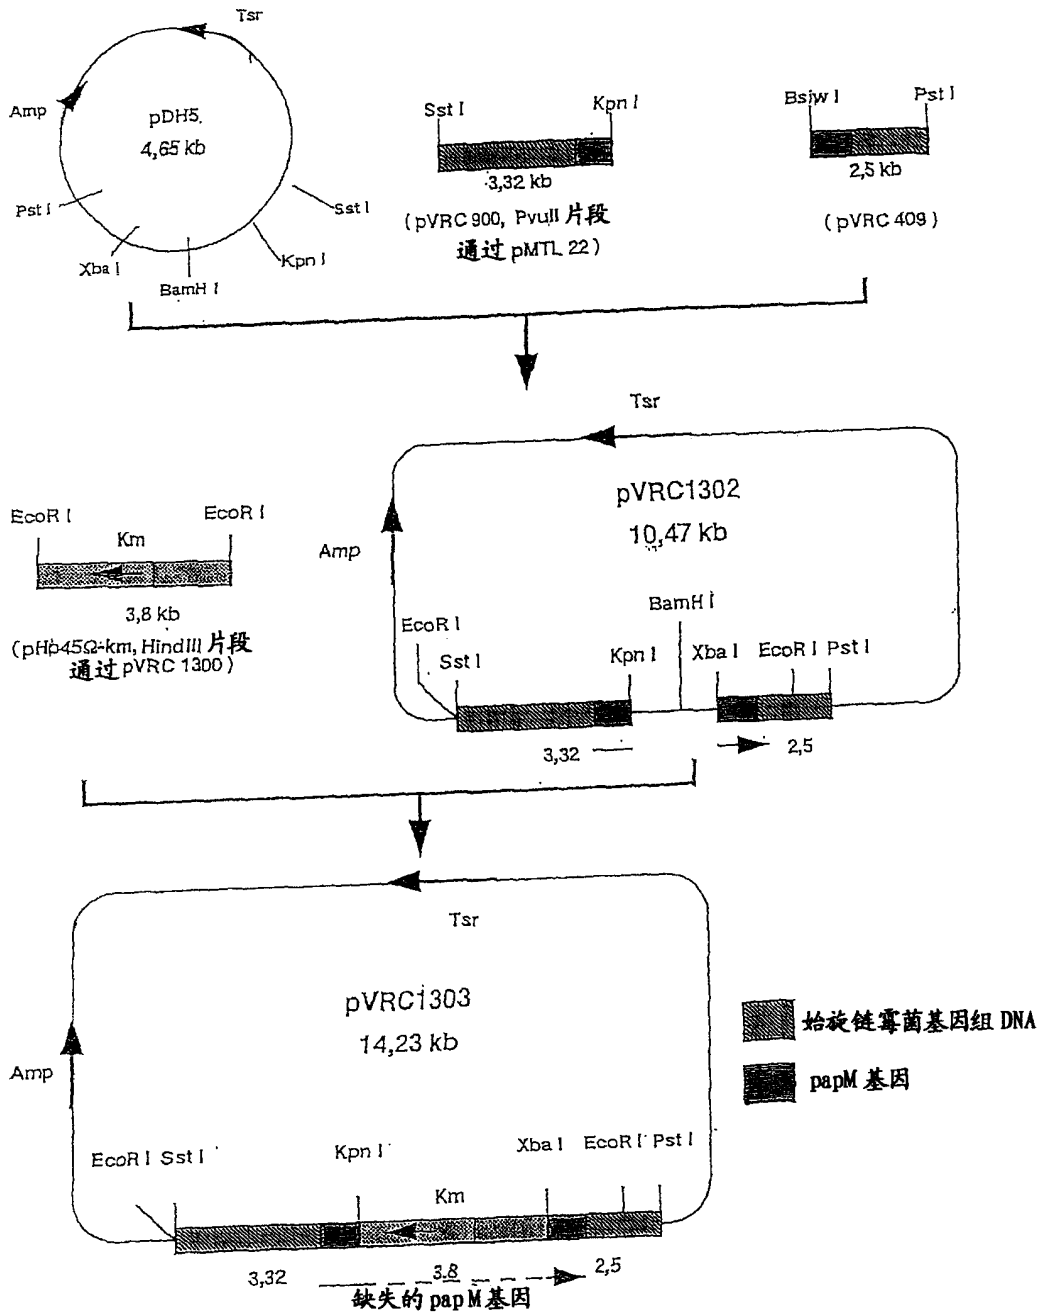 Tsr
Amp
pDH5
4,65 kb
Pst I
Xba I
BamH I
Kpn I
Sst I
Sst I
Kpn I
3,32 kb
(pVRC 900, PvuII 片段
通过 pMTL 22)
Bsiw I
Pst I
2,5 kb
(pVRC 409)
Tsr
pVRC1302
10,47 kb
Amp
EcoR I
EcoR I
Km
3,8 kb
(pHp45Ω-km, HindIII 片段
通过 pVRC 1300)
BamH I
EcoR I
Sst I
Kpn I
Xba I
EcoR I
Pst I
3,32
2,5
Tsr
pVRC1303
14,23 kb
Amp
始旋链霉菌基因组 DNA
papM 基因
EcoR I
Sst I
Kpn I
Km
Xba I
EcoR I
Pst I
3,32
3.8
2,5
缺失的 papM 基因